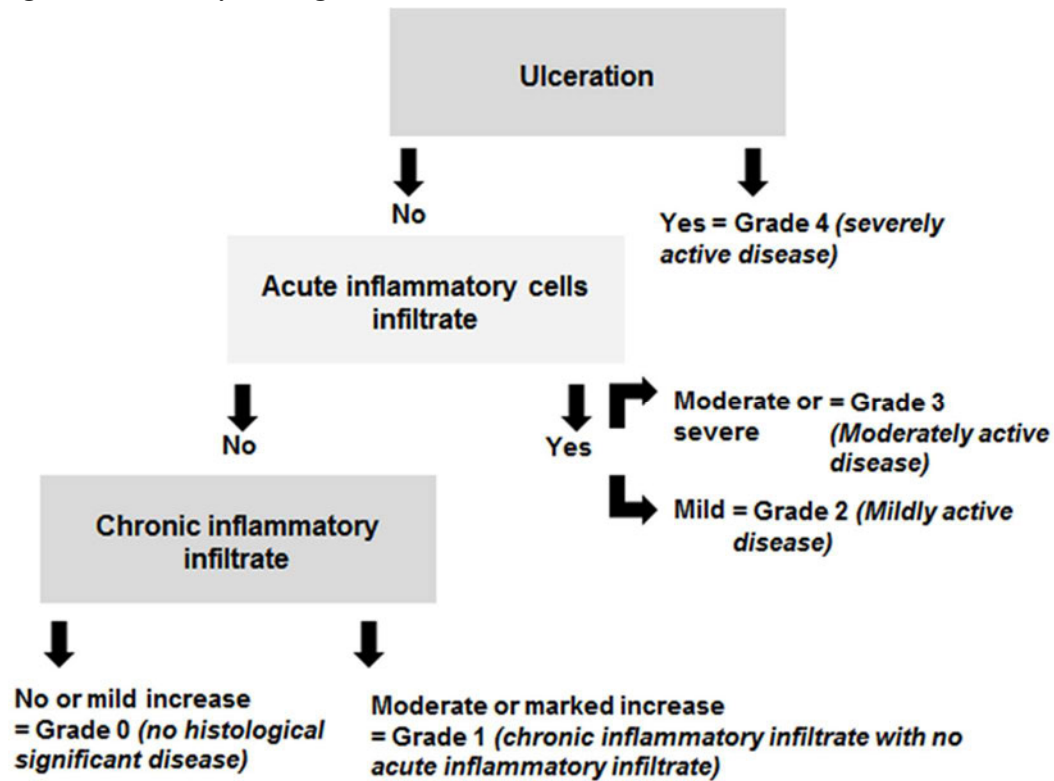 Ulceration
No
Yes = Grade 4 (severely
active disease)
Acute inflammatory cells
infiltrate
No
Yes
Moderate or = Grade 3
severe (Moderately active
disease)
Mild = Grade 2 (Mildly active
disease)
Chronic inflammatory
infiltrate
No or mild increase
= Grade 0 (no histological
significant disease)
Moderate or marked increase
= Grade 1 (chronic inflammatory infiltrate with no
acute inflammatory infiltrate)